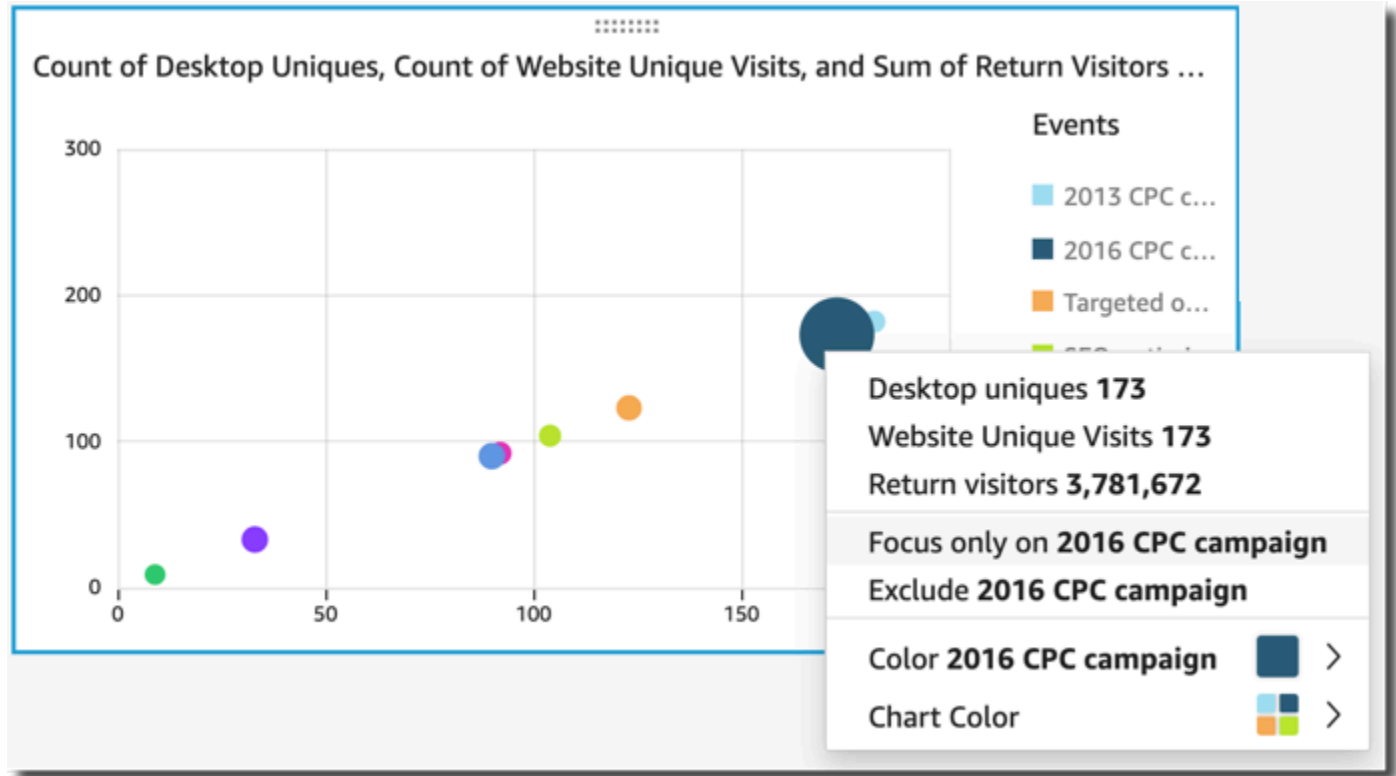 Count of Desktop Uniques, Count of Website Unique Visits, and Sum of Return Visitors ...
Events
300
2013 CPC c...
2016 CPC c...
200
Targeted o...
Desktop uniques 173
100
Website Unique Visits 173
Return visitors 3,781,672
Focus only on 2016 CPC campaign
0
Exclude 2016 CPC campaign
0 50 100 150
Color 2016 CPC campaign
Chart Color